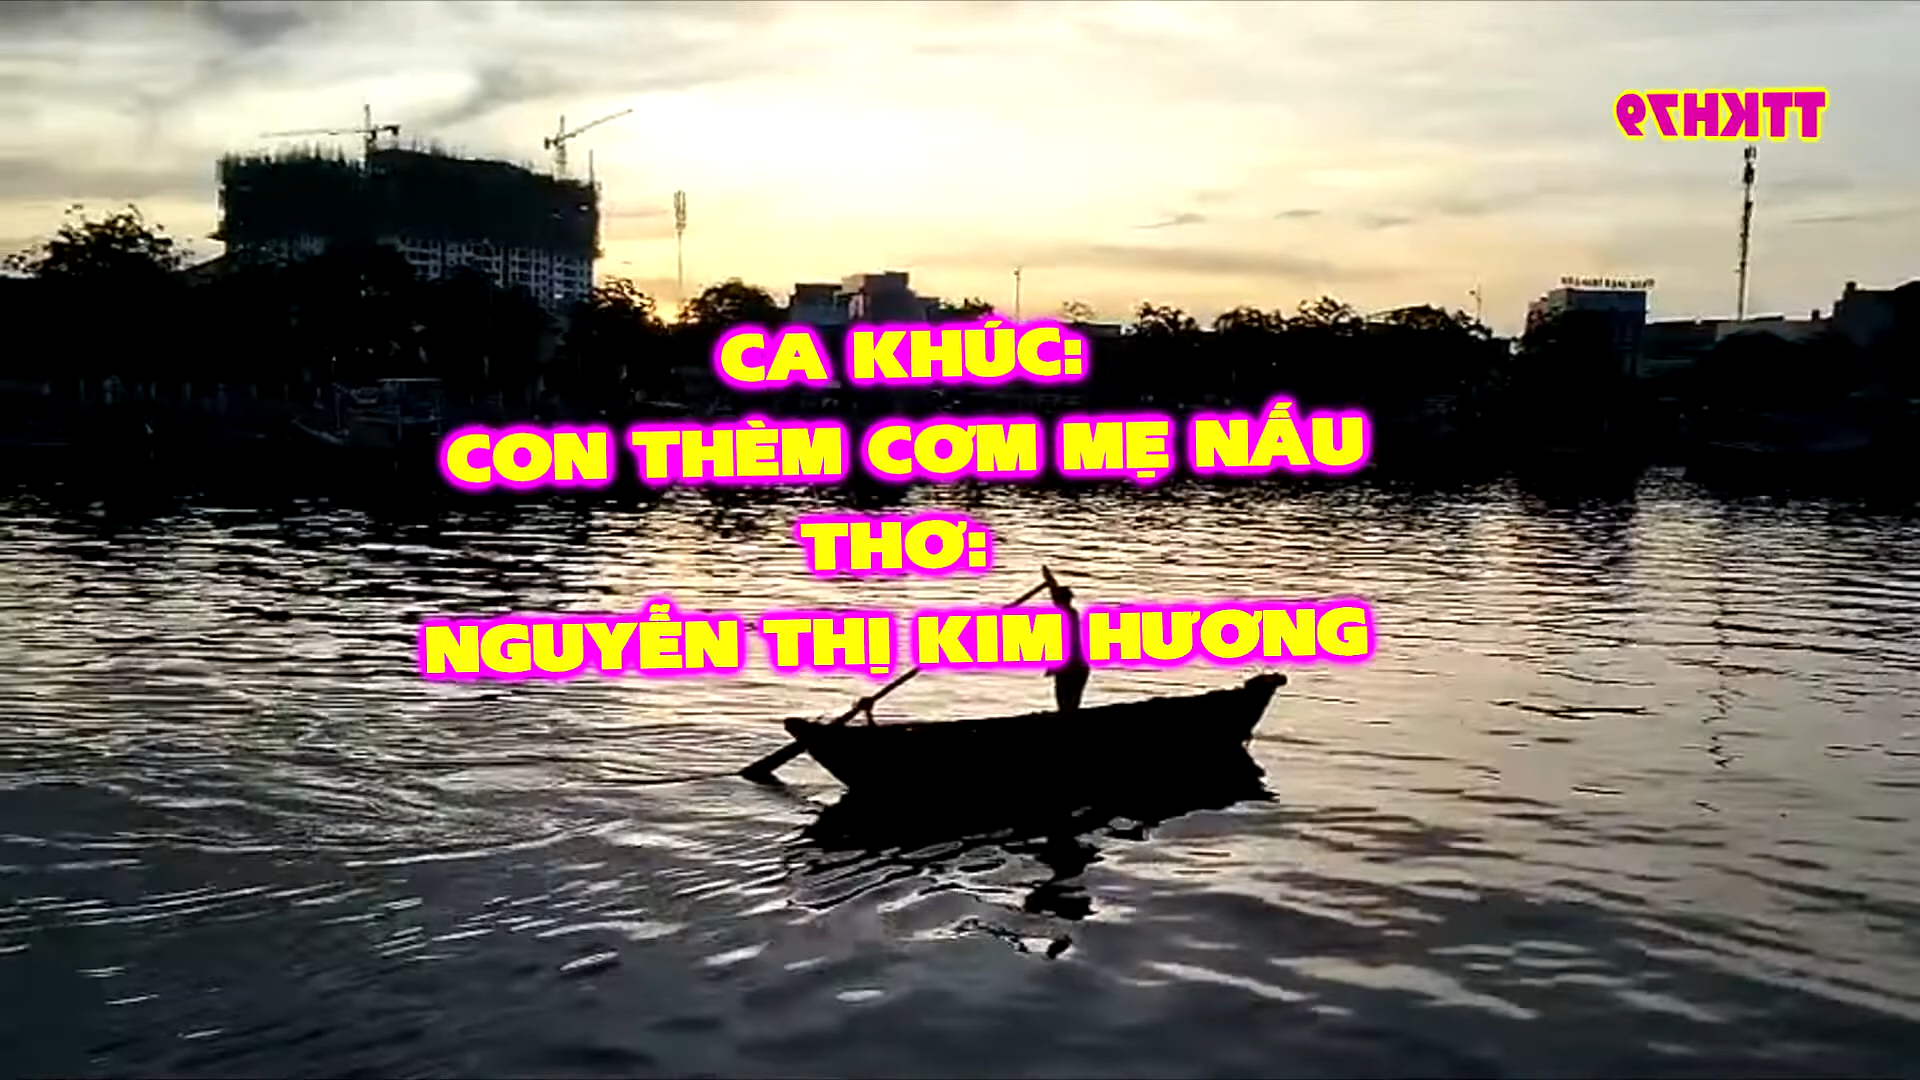 TTKH79
CA KHÚC:
CON THÈM CƠM MẸ NẤU
THƠ:
NGUYỄN THỊ KIM HƯƠNG